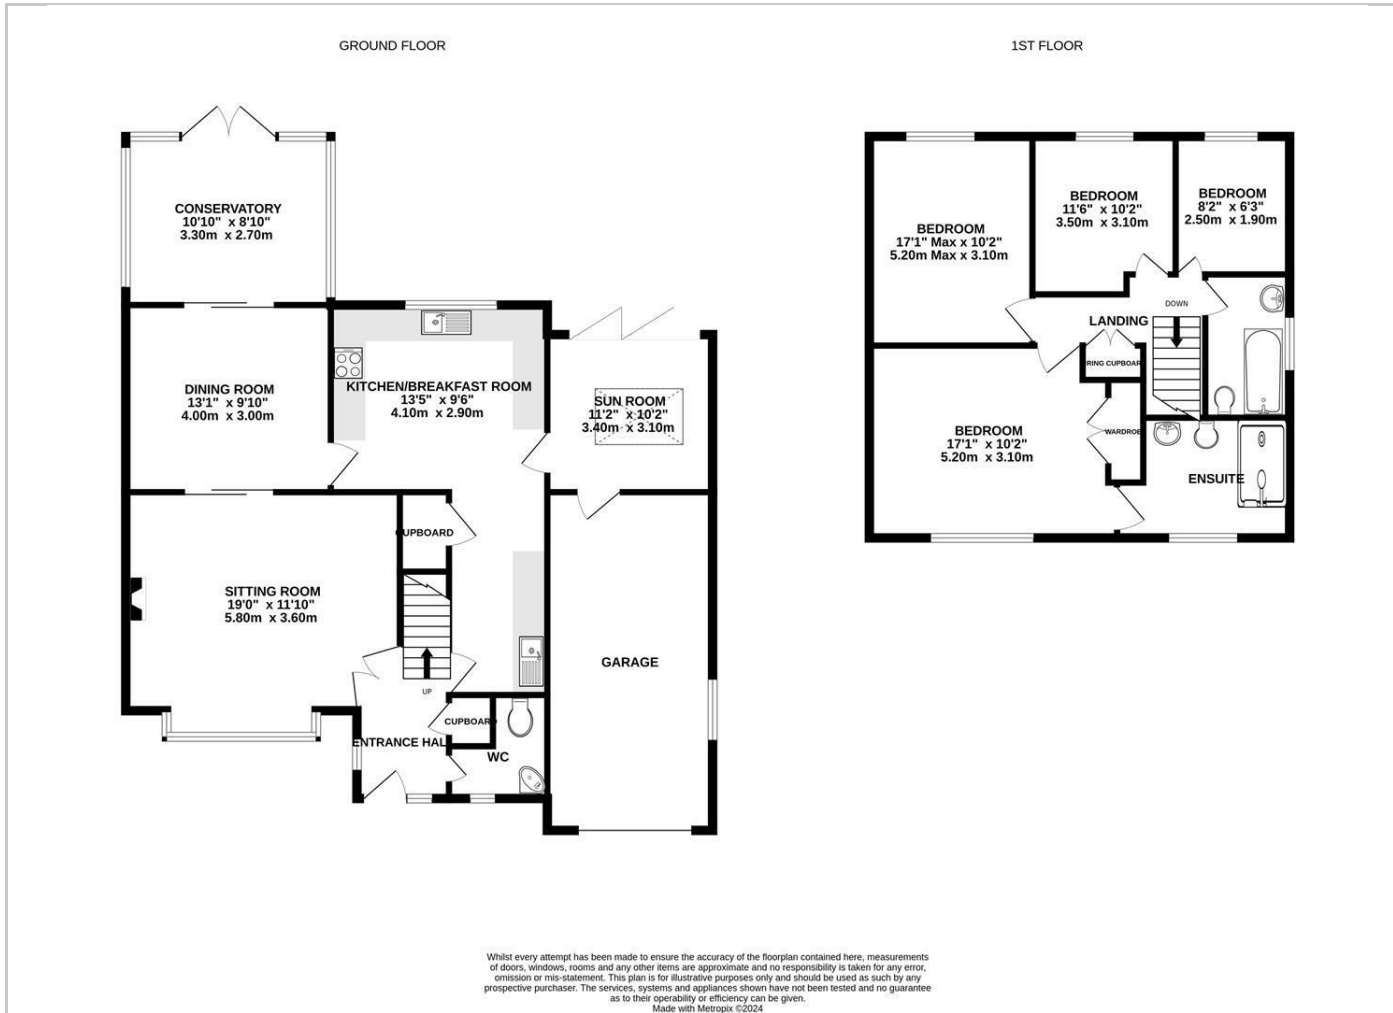 GROUND FLOOR
1ST FLOOR
CONSERVATORY
10'10" x 8'10"
3.30m x 2.70m
DINING ROOM
13'1" x 9'10"
4.00m x 3.00m
KITCHEN/BREAKFAST ROOM
13'5" x 9'6"
4.10m x 2.90m
SUN ROOM
11'2" x 10'2"
3.40m x 3.10m
CUPBOARD
SITTING ROOM
19'0" x 11'10"
5.80m x 3.60m
UP
GARAGE
CUPBOARD
ENTRANCE HALL
WC
BEDROOM
17'1" Max x 10'2"
5.20m Max x 3.10m
BEDROOM
11'6" x 10'2"
3.50m x 3.10m
BEDROOM
8'2" x 6'3"
2.50m x 1.90m
DOWN
LANDING
RING CUPBOAR
BEDROOM
17'1" x 10'2"
5.20m x 3.10m
WARDROBE
ENSUITE
Whilst every attempt has been made to ensure the accuracy of the floorplan contained here, measurements
of doors, windows, rooms and any other items are approximate and no responsibility is taken for any error,
omission or mis-statement. This plan is for illustrative purposes only and should be used as such by any
prospective purchaser. The services, systems and appliances shown have not been tested and no guarantee
as to their operability or efficiency can be given.
Made with Metropix ©2024